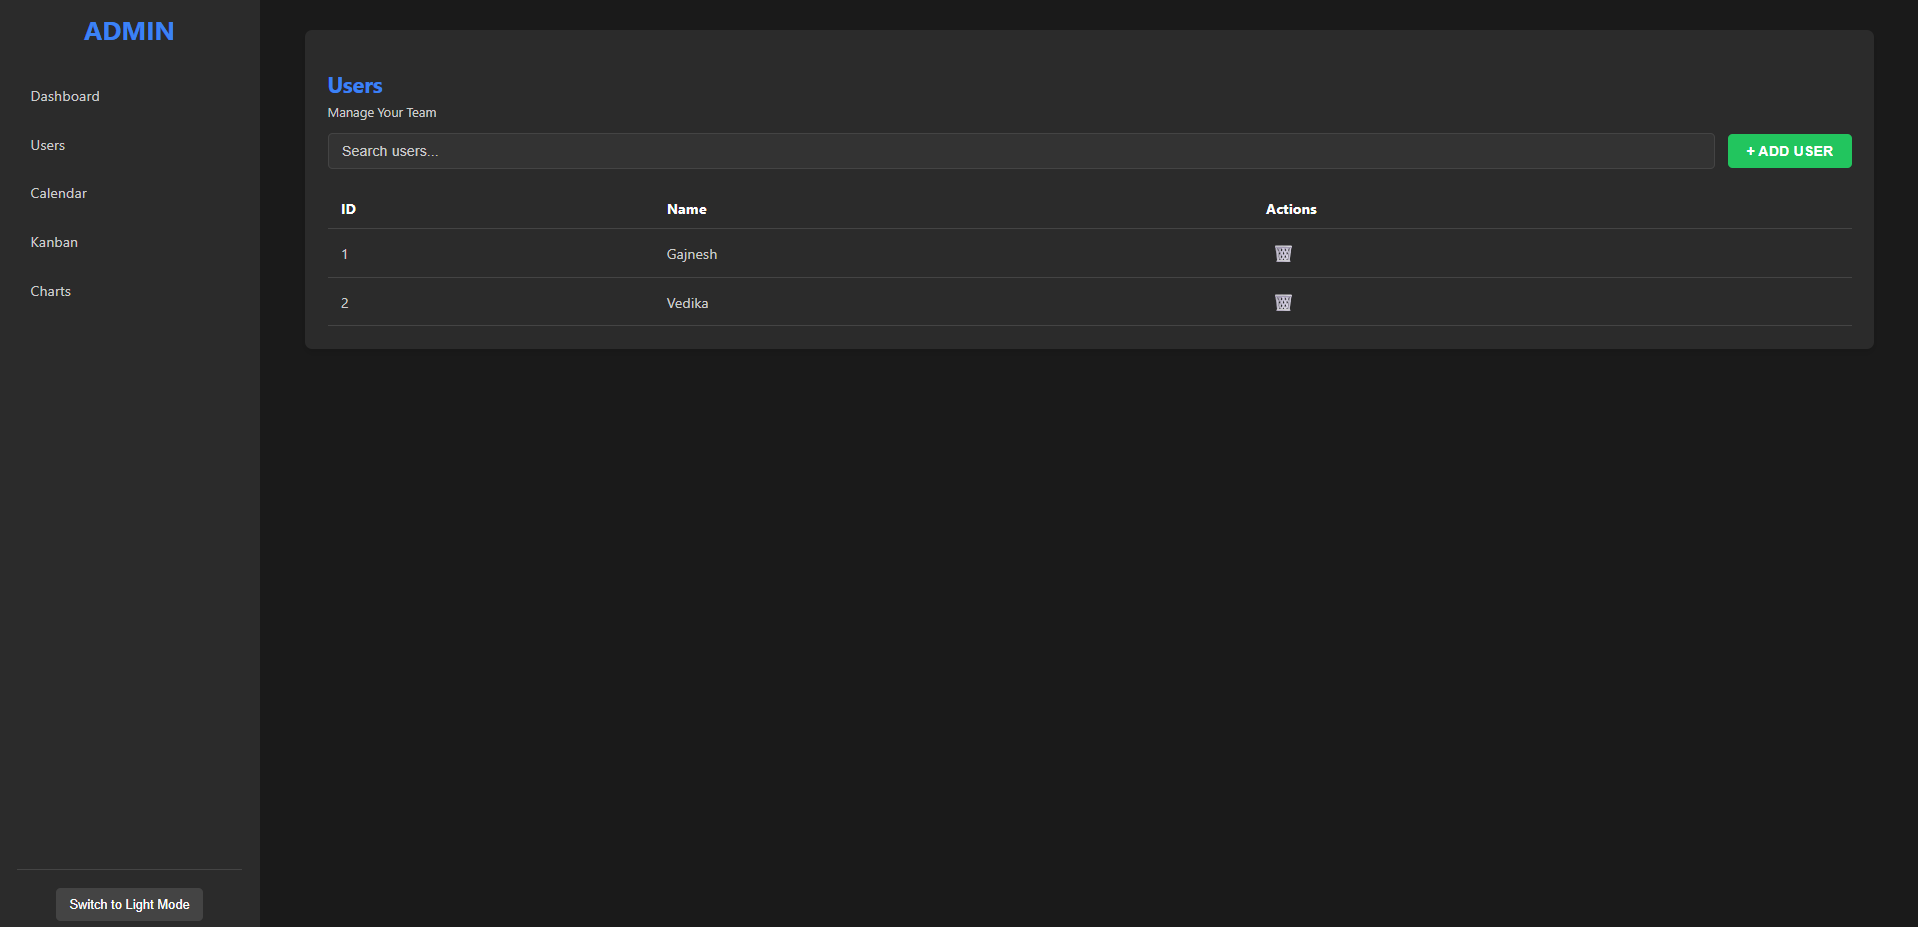 ADMIN
Dashboard
Users
Calendar
Kanban
Charts
Switch to Light Mode
Users
Manage Your Team
Search users...
+ ADD USER
ID Name Actions
1 Gajnesh
2 Vedika